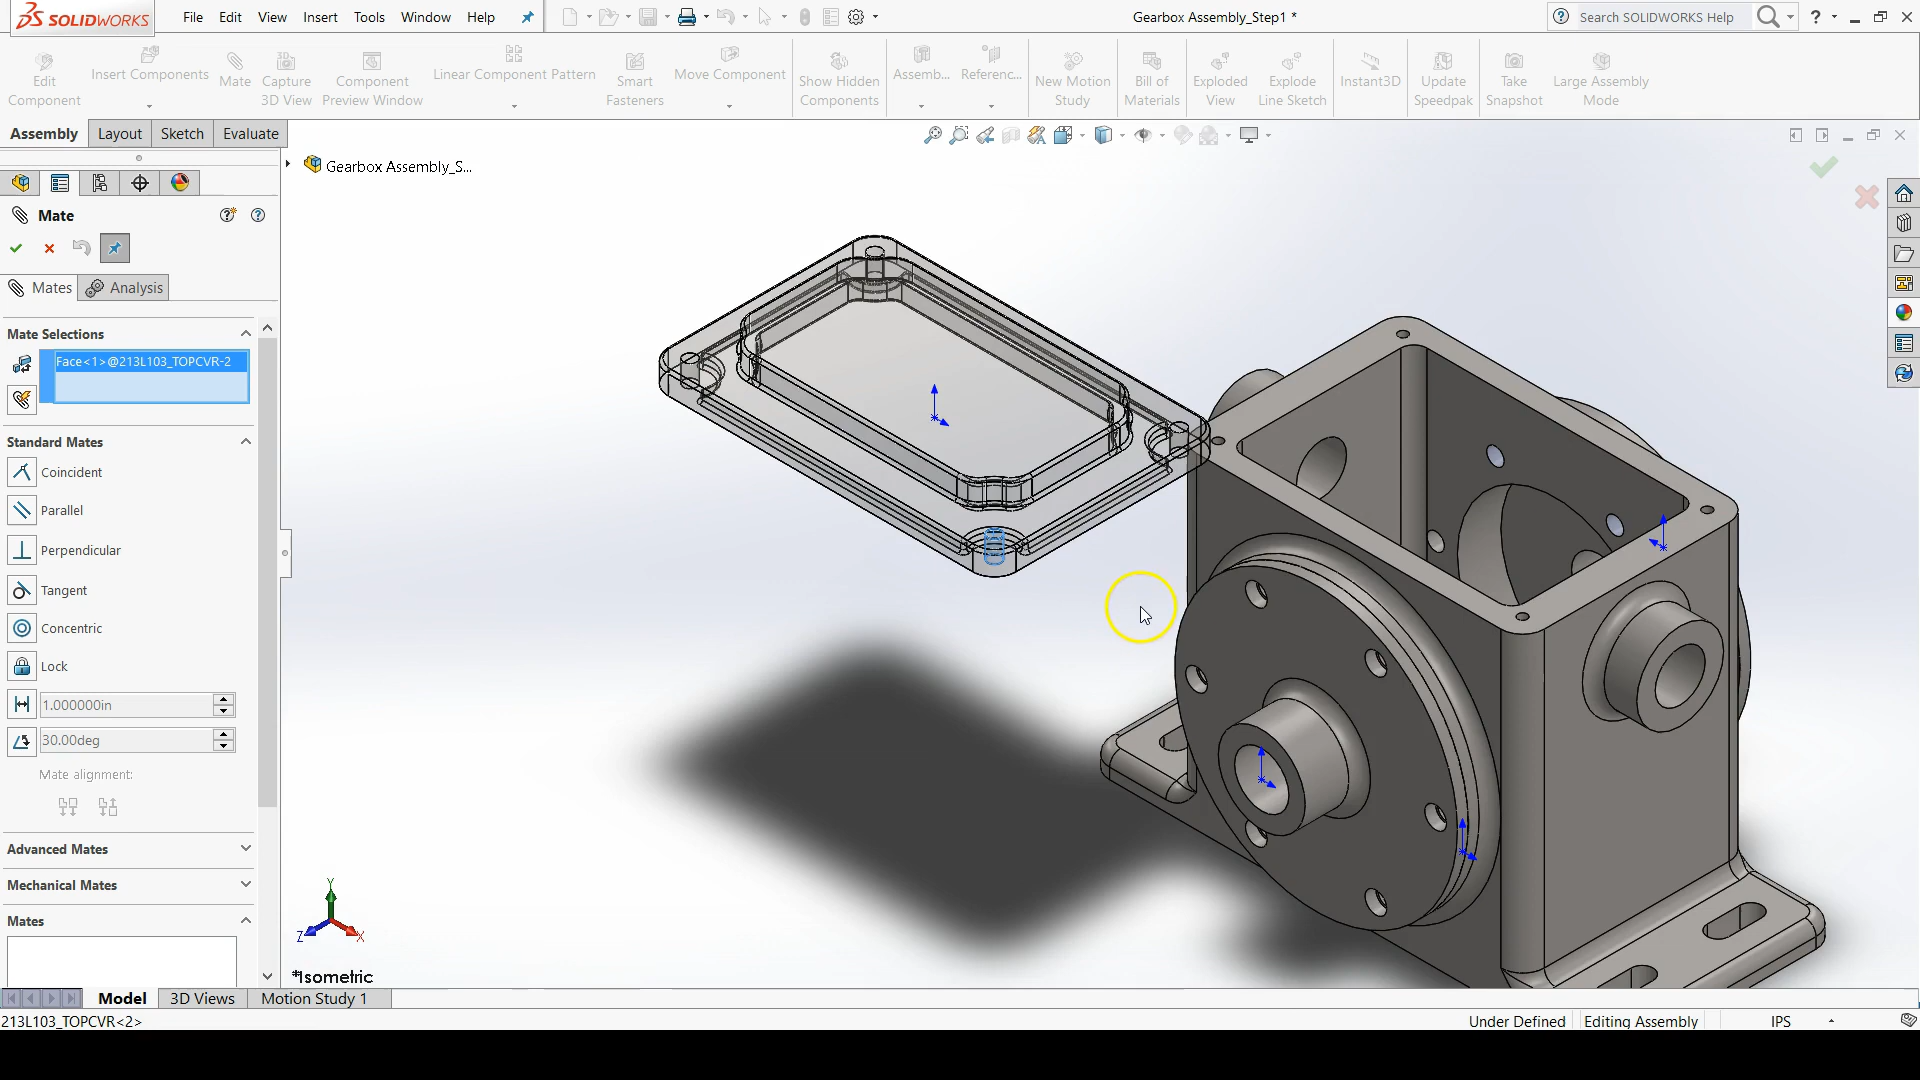 SOLIDWORKS File Edit View Insert Tools Window Help Gearbox Assembly_Step1 * Search SOLIDWORKS Help ?
Edit Component Insert Components Mate Capture 3D View Component Preview Window Linear Component Pattern Smart Fasteners Move Component Show Hidden Components Assemb... Referenc... New Motion Study Bill of Materials Exploded View Explode Line Sketch Instant3D Update Speedpak Take Snapshot Large Assembly Mode
Assembly Layout Sketch Evaluate
Gearbox Assembly_S...
Mate
Mates Analysis
Mate Selections
Face<1>@213L103_TOPCVR-2
Standard Mates
Coincident
Parallel
Perpendicular
Tangent
Concentric
Lock
1.000000in
30.00deg
Mate alignment:
Advanced Mates
Mechanical Mates
Mates
Y
Z X
*Isometric
Model 3D Views Motion Study 1
213L103_TOPCVR<2> Under Defined Editing Assembly IPS